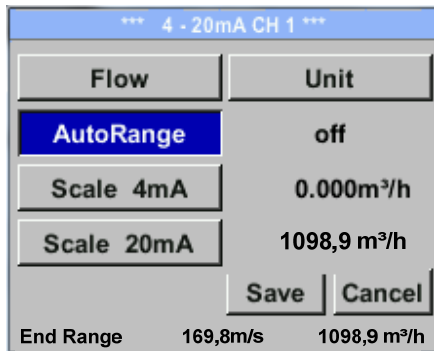 *** 4 - 20mA CH 1 ***
Flow Unit
AutoRange off
Scale 4mA 0.000m³/h
Scale 20mA 1098,9 m³/h
Save Cancel
End Range 169,8m/s 1098,9 m³/h